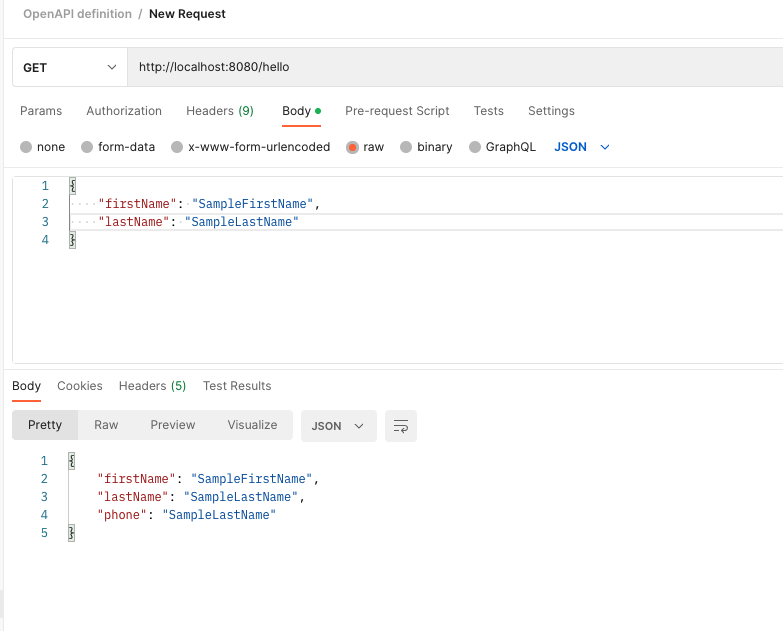 OpenAPI definition / New Request
GET http://localhost:8080/hello
Params Authorization Headers (9) Body Pre-request Script Tests Settings
none form-data x-www-form-urlencoded raw binary GraphQL JSON
1 {
2 "firstName": "SampleFirstName",
3 "lastName": "SampleLastName"
4 }
Body Cookies Headers (5) Test Results
Pretty Raw Preview Visualize JSON
1 {
2 "firstName": "SampleFirstName",
3 "lastName": "SampleLastName",
4 "phone": "SampleLastName"
5 }